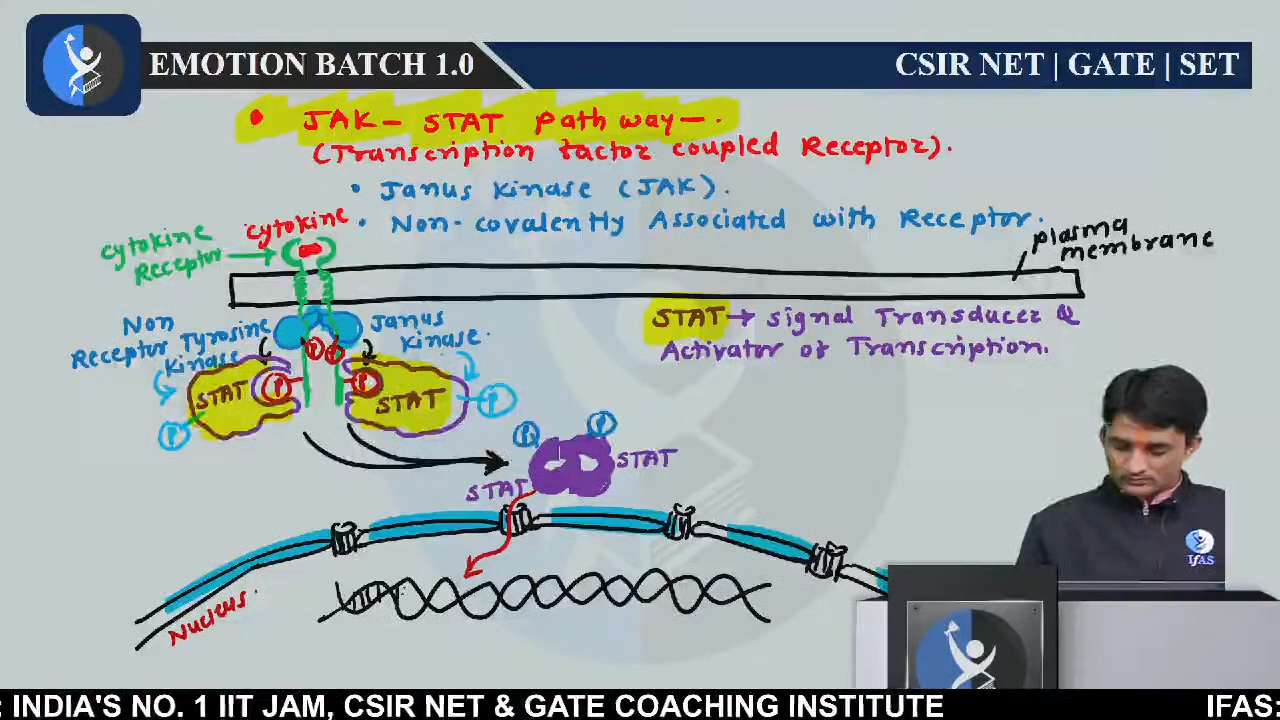 EMOTION BATCH 1.0
CSIR NET | GATE | SET
• JAK - STAT pathway -.
(Transcription factor coupled Receptor).
• Janus kinase (JAK).
• Non-covalently Associated with Receptor.
cytokine
cytokine
Receptor
plasma
membrane
STAT → signal Transducer &
Activator of Transcription.
Non
Receptor Tyrosine
kinase
Janus
kinase.
P P
STAT P
P STAT
P P
P P
STAT
STAT
Nucleus.
IFAS
: INDIA'S NO. 1 IIT JAM, CSIR NET & GATE COACHING INSTITUTE
IFAS: